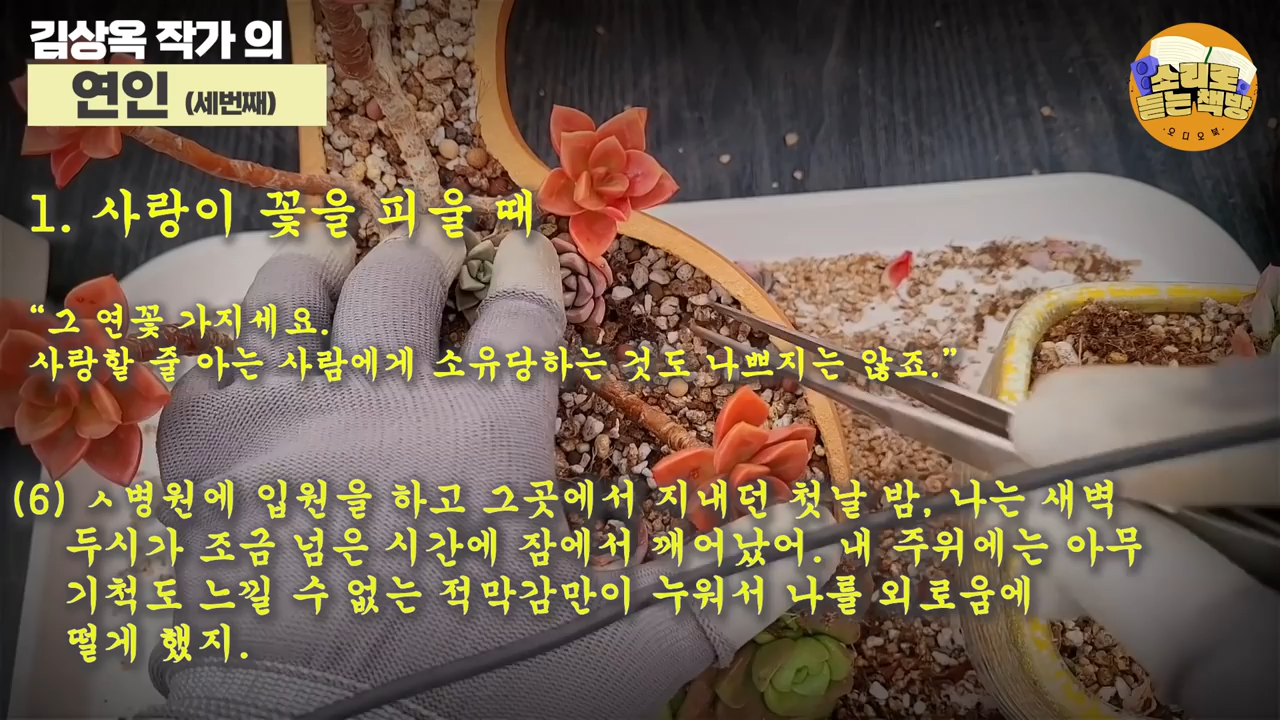 김상옥 작가 의
연인 (세번째)
소리로
듣는 책방
·오디오북·
1. 사랑이 꽃을 피울 때
“그 연꽃 가지세요.
사랑할 줄 아는 사람에게 소유당하는 것도 나쁘지는 않죠.”
(6) ㅅ병원에 입원을 하고 그곳에서 지내던 첫날 밤, 나는 새벽
두시가 조금 넘은 시간에 잠에서 깨어났어. 내 주위에는 아무
기척도 느낄 수 없는 적막감만이 누워서 나를 외로움에
떨게 했지.